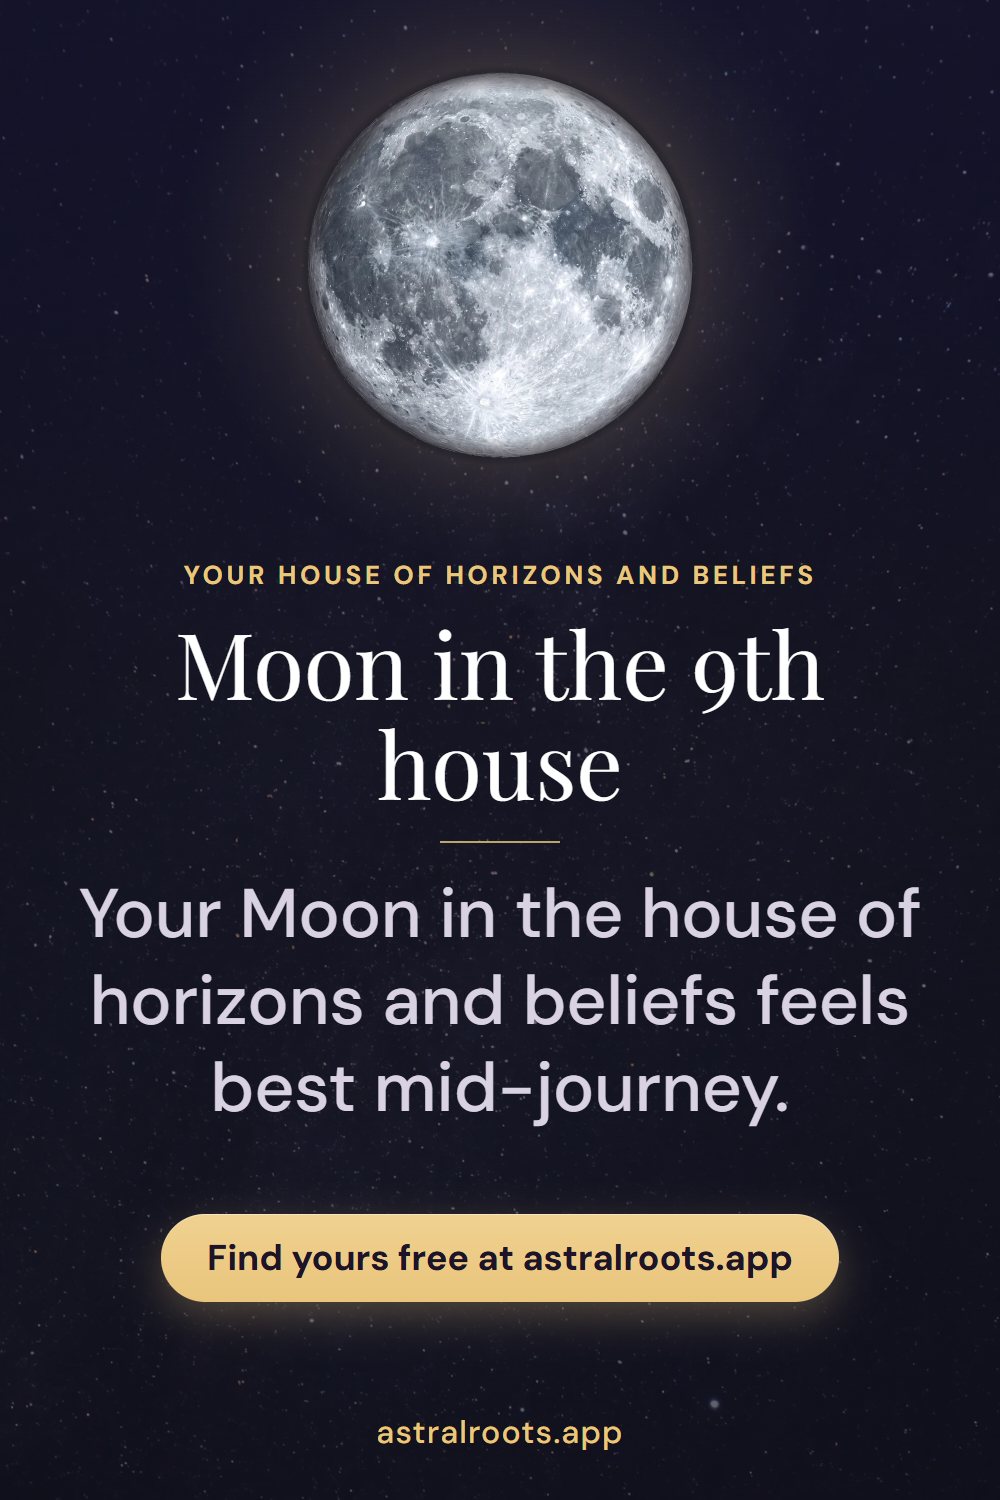 YOUR HOUSE OF HORIZONS AND BELIEFS
Moon in the 9th
house
Your Moon in the house of
horizons and beliefs feels
best mid-journey.
Find yours free at astralroots.app
astralroots.app